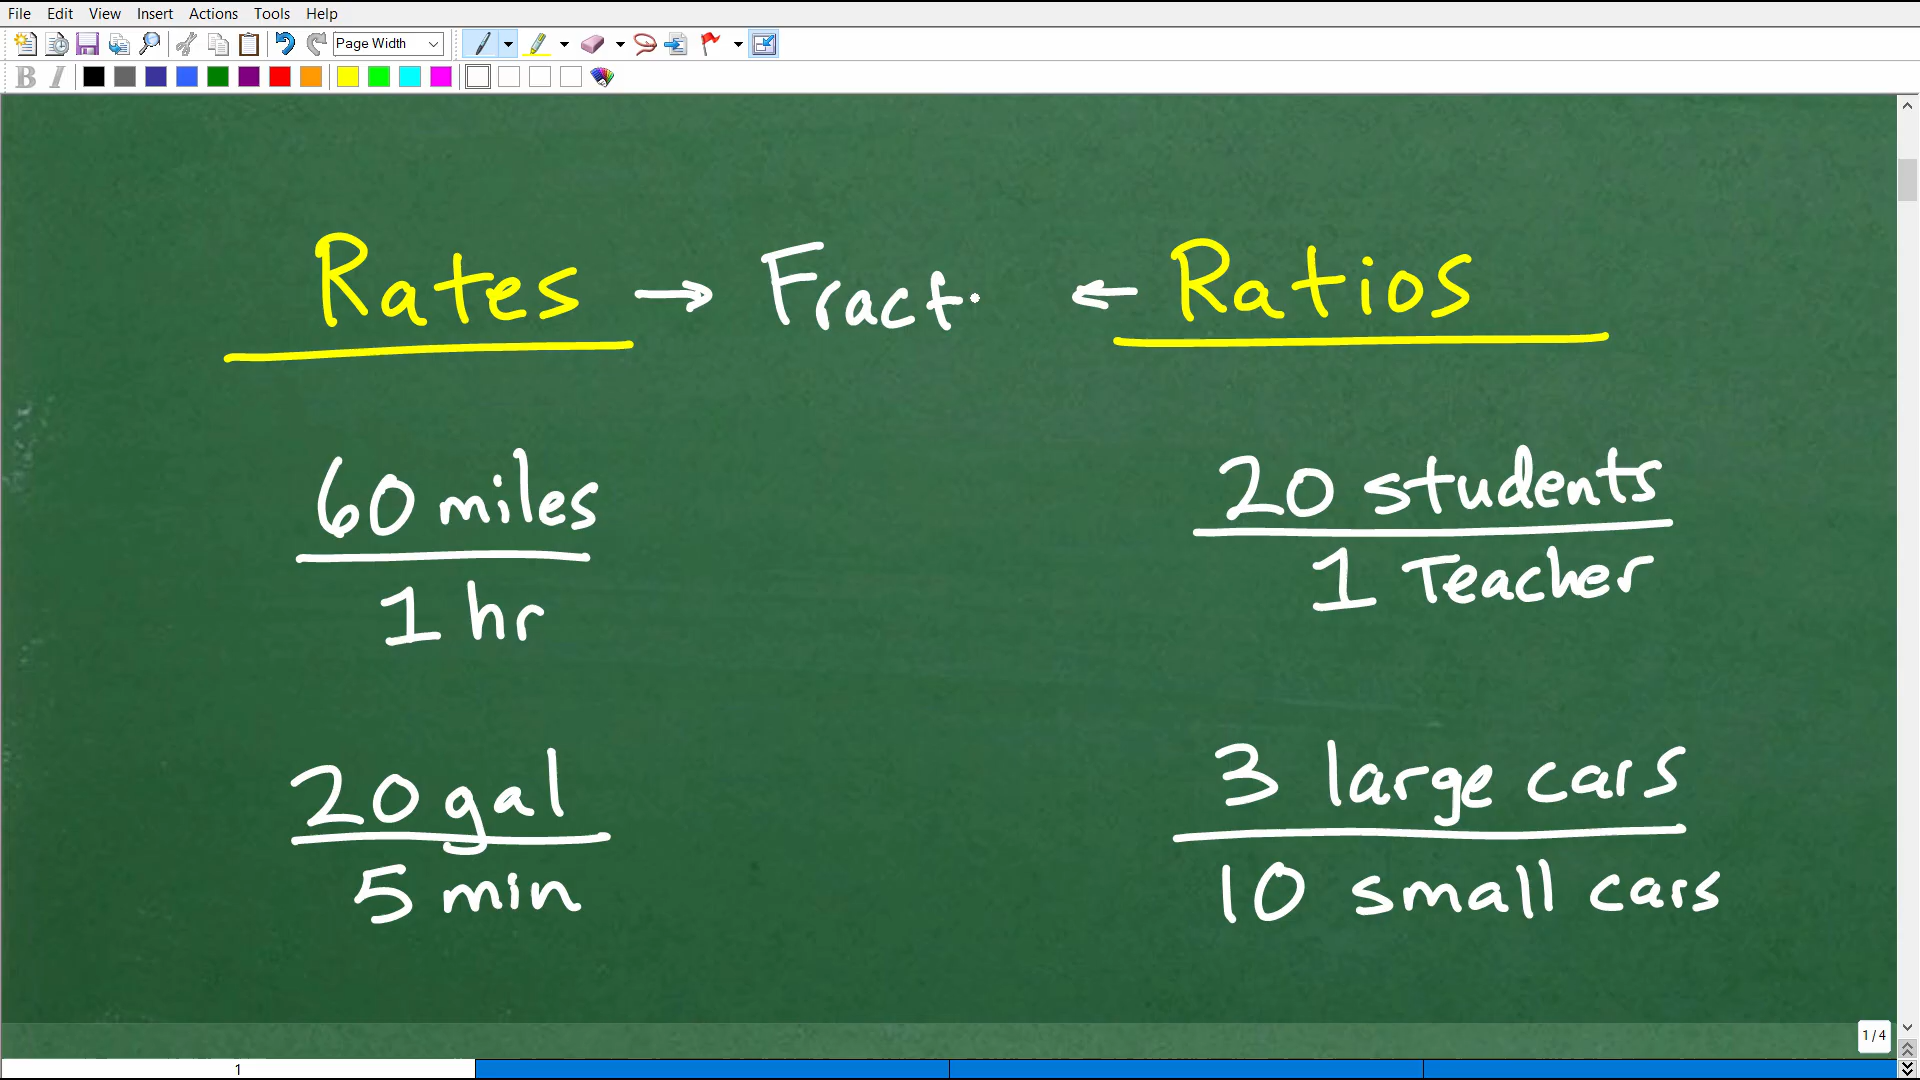 File Edit View Insert Actions Tools Help
Page Width
B I
Rates → Fract ← Ratios
60 miles
1 hr
20 students
1 Teacher
20 gal
5 min
3 large cars
10 small cars
1 / 4
1